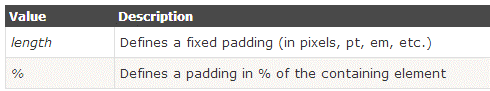 Value Description
length Defines a fixed padding (in pixels, pt, em, etc.)
% Defines a padding in % of the containing element